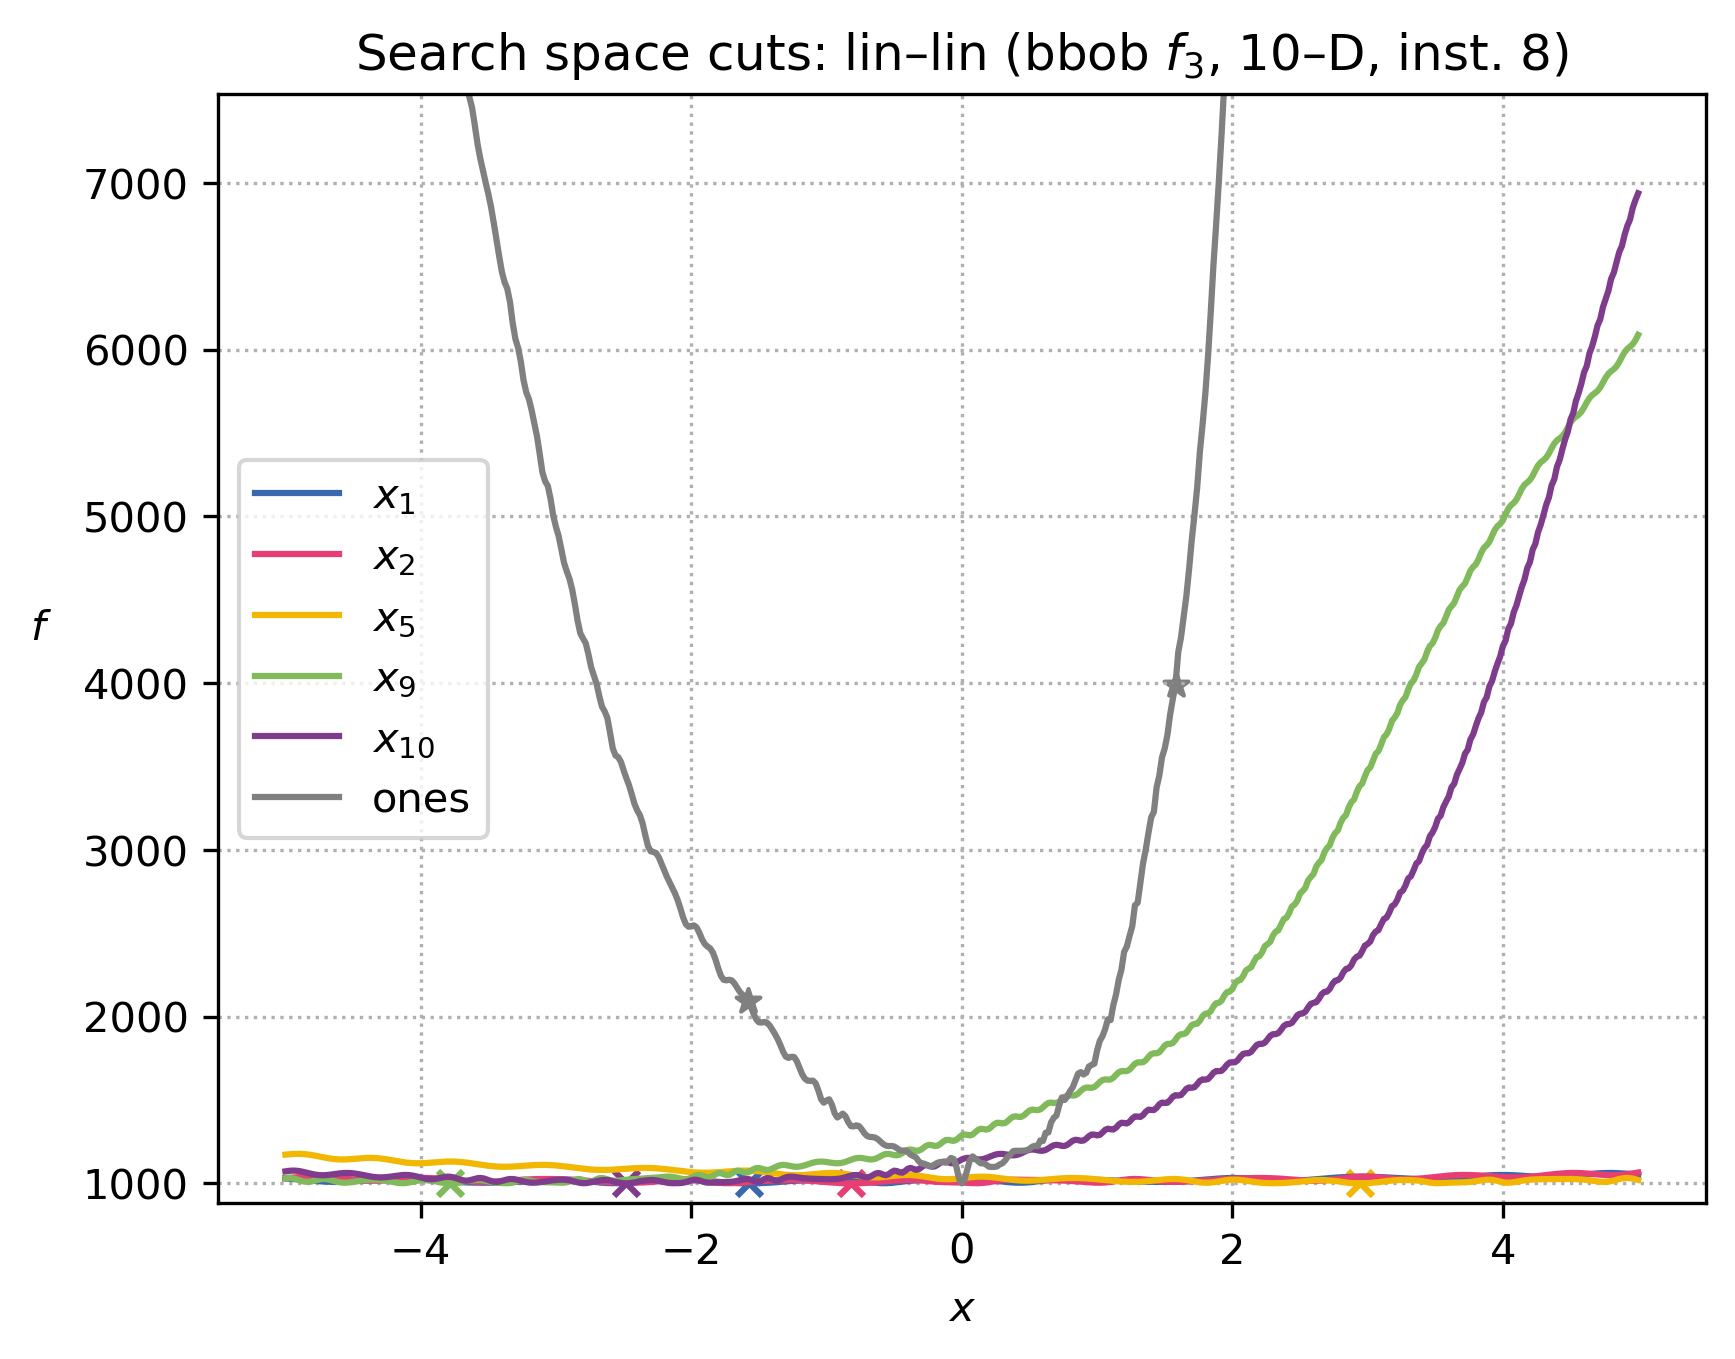 Search space cuts: lin–lin (bbob f₃, 10–D, inst. 8)
7000
6000
5000
4000
3000
2000
1000
f
x₁
x₂
x₅
x₉
x₁₀
ones
−4 −2 0 2 4
x